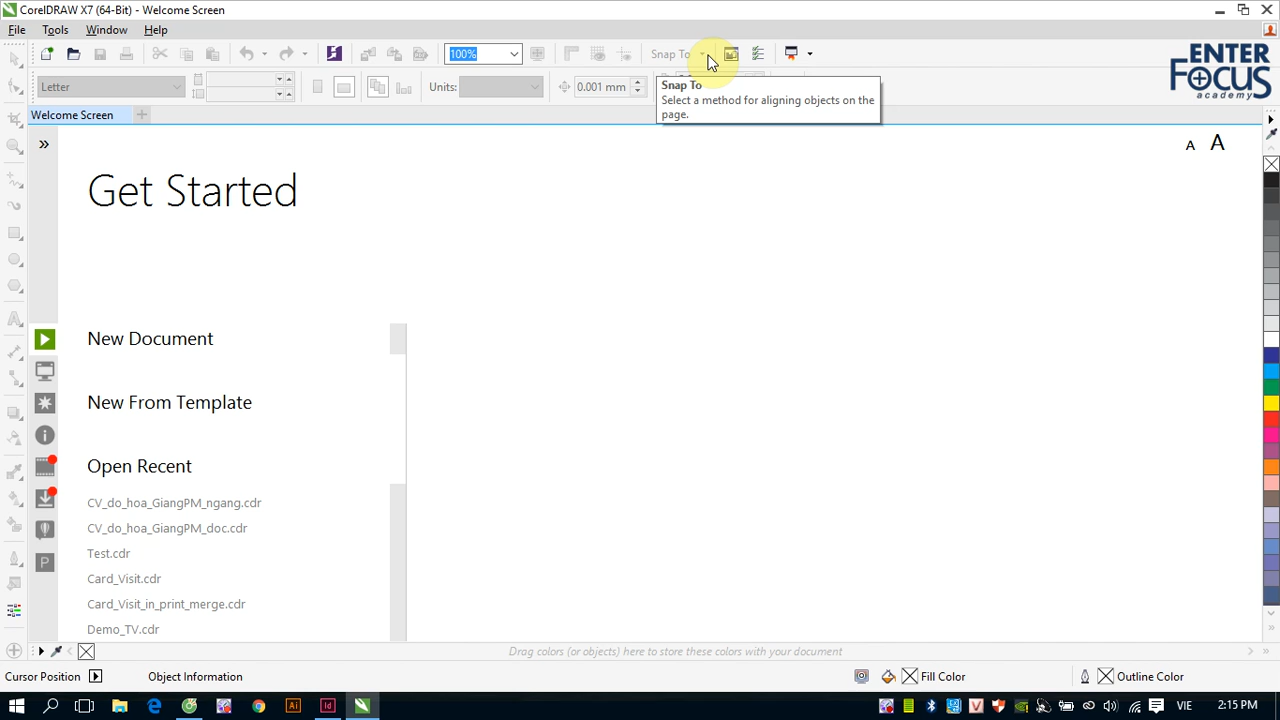 CorelDRAW X7 (64-Bit) - Welcome Screen
File Tools Window Help
100% Snap To
ENTER
FOCUS
academy
Letter Units: 0.001 mm
Snap To
Select a method for aligning objects on the
page.
Welcome Screen
A A
Get Started
New Document
New From Template
Open Recent
CV_do_hoa_GiangPM_ngang.cdr
CV_do_hoa_GiangPM_doc.cdr
Test.cdr
Card_Visit.cdr
Card_Visit_in_print_merge.cdr
Demo_TV.cdr
Drag colors (or objects) here to store these colors with your document
Cursor Position Object Information Fill Color Outline Color
Ai Id VIE 2:15 PM